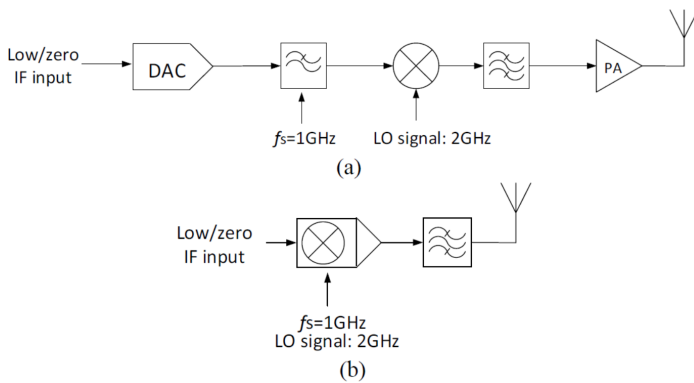 Low/zero
IF input
DAC
PA
fs=1GHz
LO signal: 2GHz
(a)
Low/zero
IF input
fs=1GHz
LO signal: 2GHz
(b)